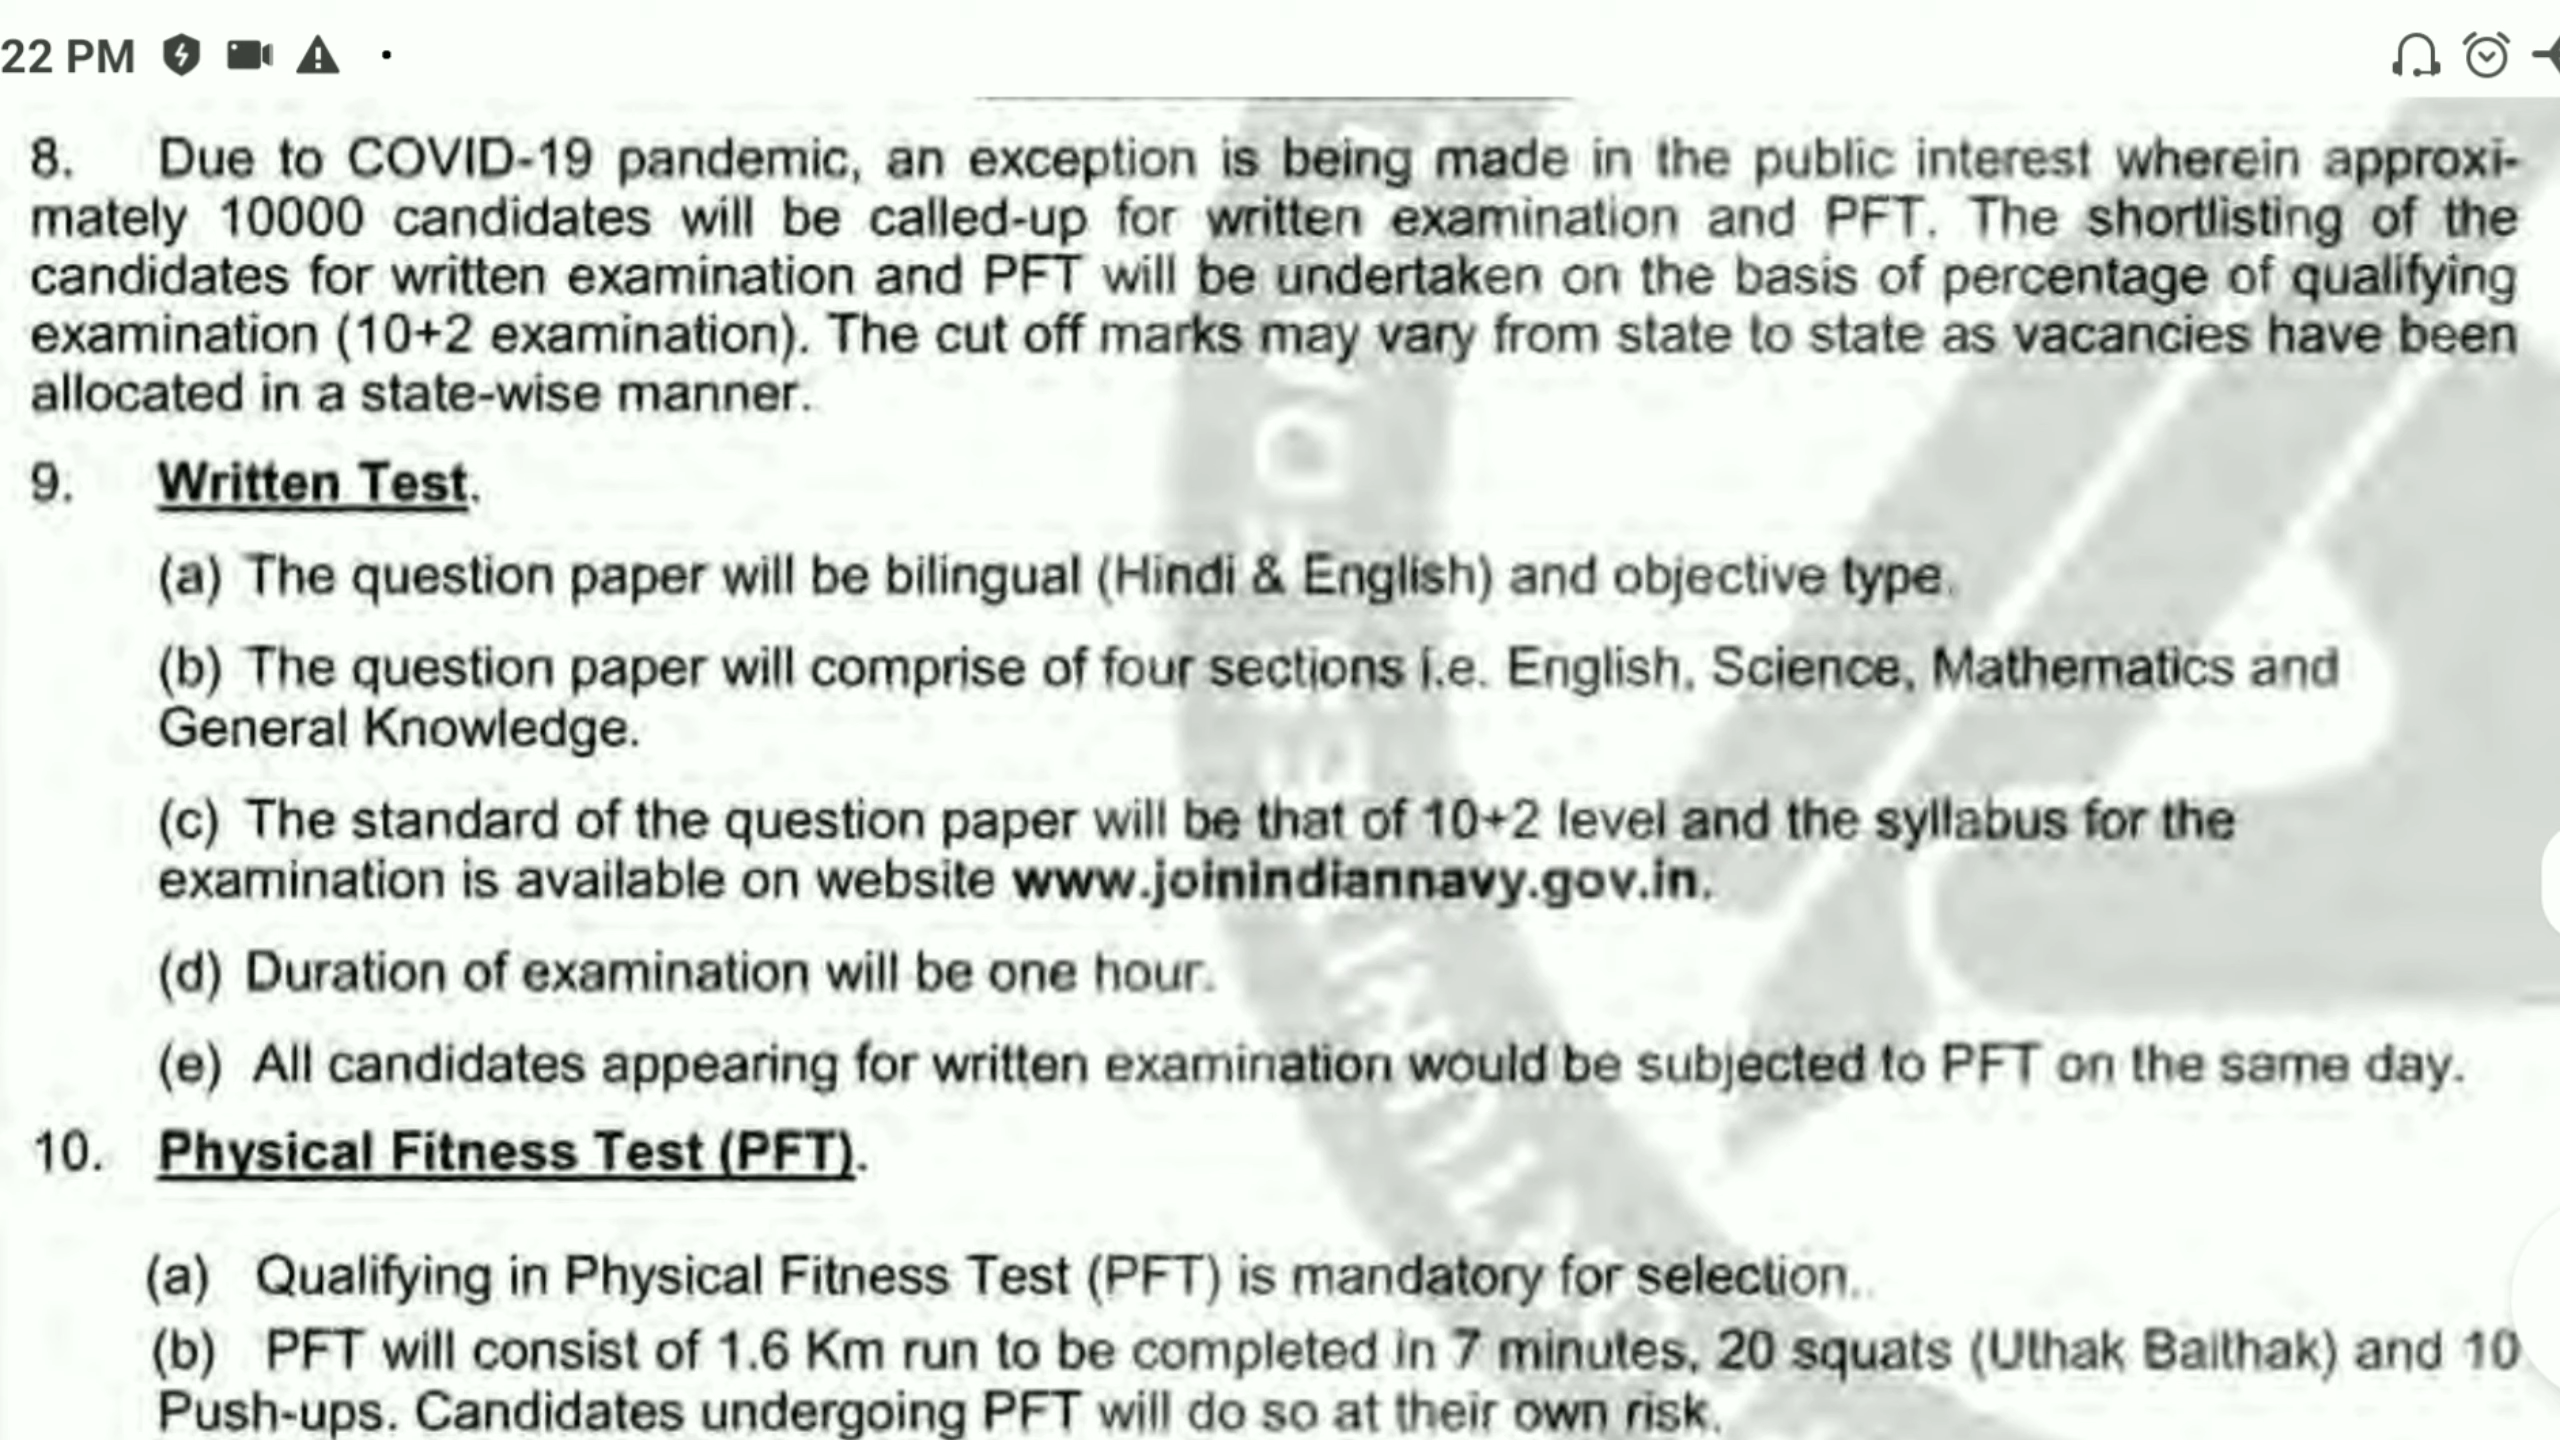 22 PM
8. Due to COVID-19 pandemic, an exception is being made in the public interest wherein approxi-
mately 10000 candidates will be called-up for written examination and PFT. The shortlisting of the
candidates for written examination and PFT will be undertaken on the basis of percentage of qualifying
examination (10+2 examination). The cut off marks may vary from state to state as vacancies have been
allocated in a state-wise manner.
9. Written Test.
(a) The question paper will be bilingual (Hindi & English) and objective type.
(b) The question paper will comprise of four sections i.e. English, Science, Mathematics and
General Knowledge.
(c) The standard of the question paper will be that of 10+2 level and the syllabus for the
examination is available on website www.joinindiannavy.gov.in.
(d) Duration of examination will be one hour.
(e) All candidates appearing for written examination would be subjected to PFT on the same day.
10. Physical Fitness Test (PFT).
(a) Qualifying in Physical Fitness Test (PFT) is mandatory for selection..
(b) PFT will consist of 1.6 Km run to be completed in 7 minutes, 20 squats (Uthak Baithak) and 10
Push-ups. Candidates undergoing PFT will do so at their own risk.